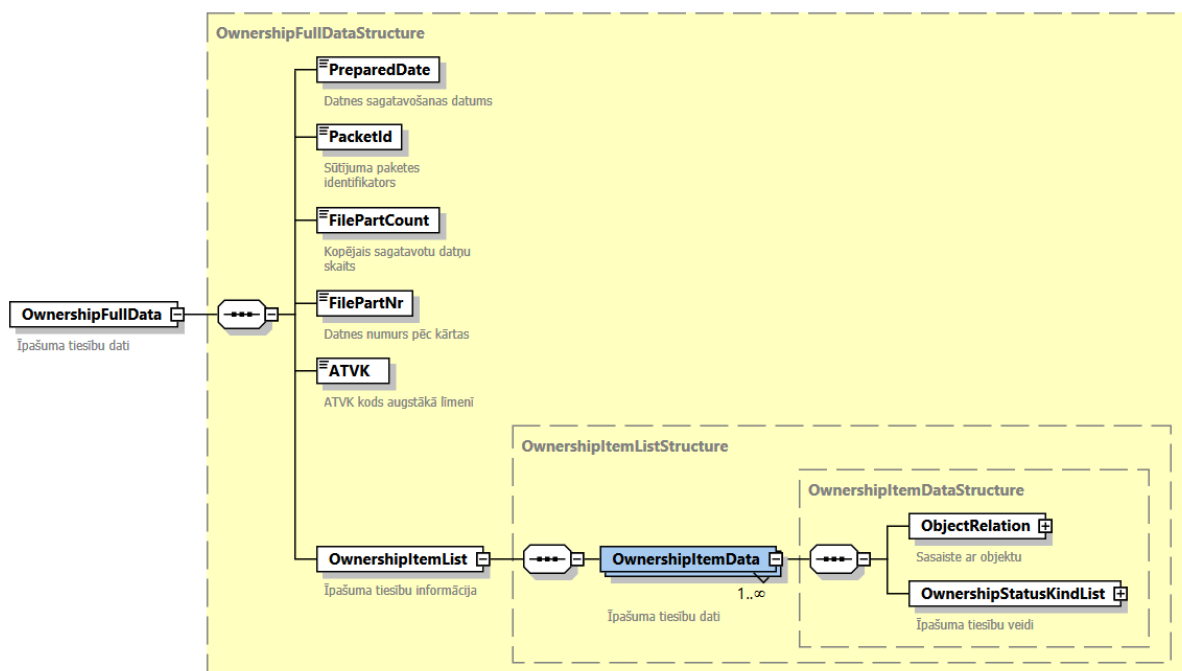 OwnershipFullDataStructure
PreparedDate
Datnes sagatavošanas datums
PacketId
Sūtījuma paketes
identifikators
FilePartCount
Kopējais sagatavotu datņu
skaits
FilePartNr
Datnes numurs pēc kārtas
OwnershipFullData
Īpašuma tiesību dati
ATVK
ATVK kods augstākā līmenī
OwnershipItemListStructure
OwnershipItemDataStructure
ObjectRelation
Sasaiste ar objektu
OwnershipItemList
Īpašuma tiesību informācija
OwnershipItemData
1..∞
Īpašuma tiesību dati
OwnershipStatusKindList
Īpašuma tiesību veidi